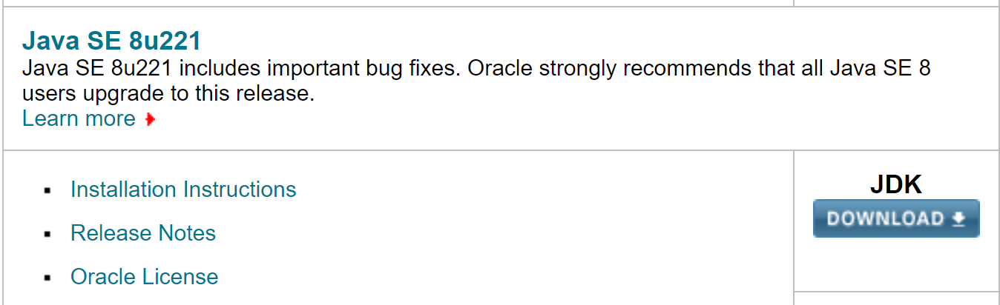 Java SE 8u221
Java SE 8u221 includes important bug fixes. Oracle strongly recommends that all Java SE 8
users upgrade to this release.
Learn more
Installation Instructions
Release Notes
Oracle License
JDK
DOWNLOAD